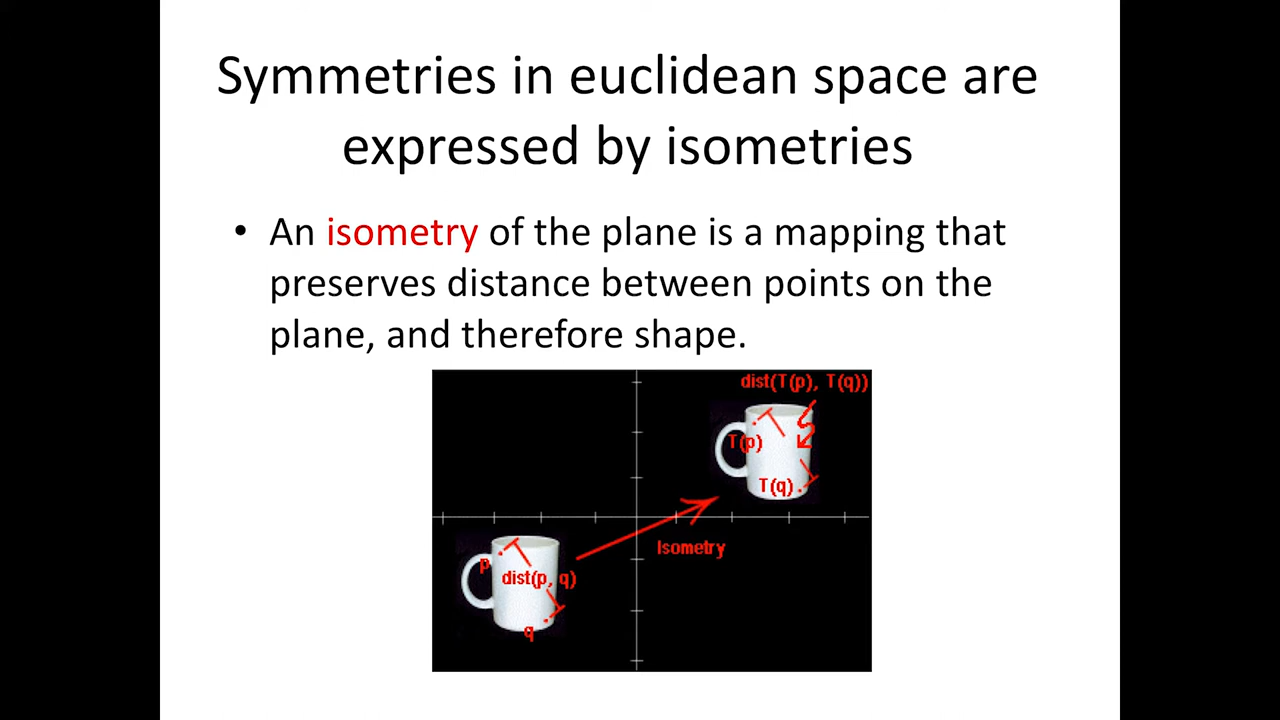 Symmetries in euclidean space are
expressed by isometries
• An isometry of the plane is a mapping that
preserves distance between points on the
plane, and therefore shape.
dist(T(p), T(q))
T(p)
T(q)
Isometry
p
dist(p, q)
q